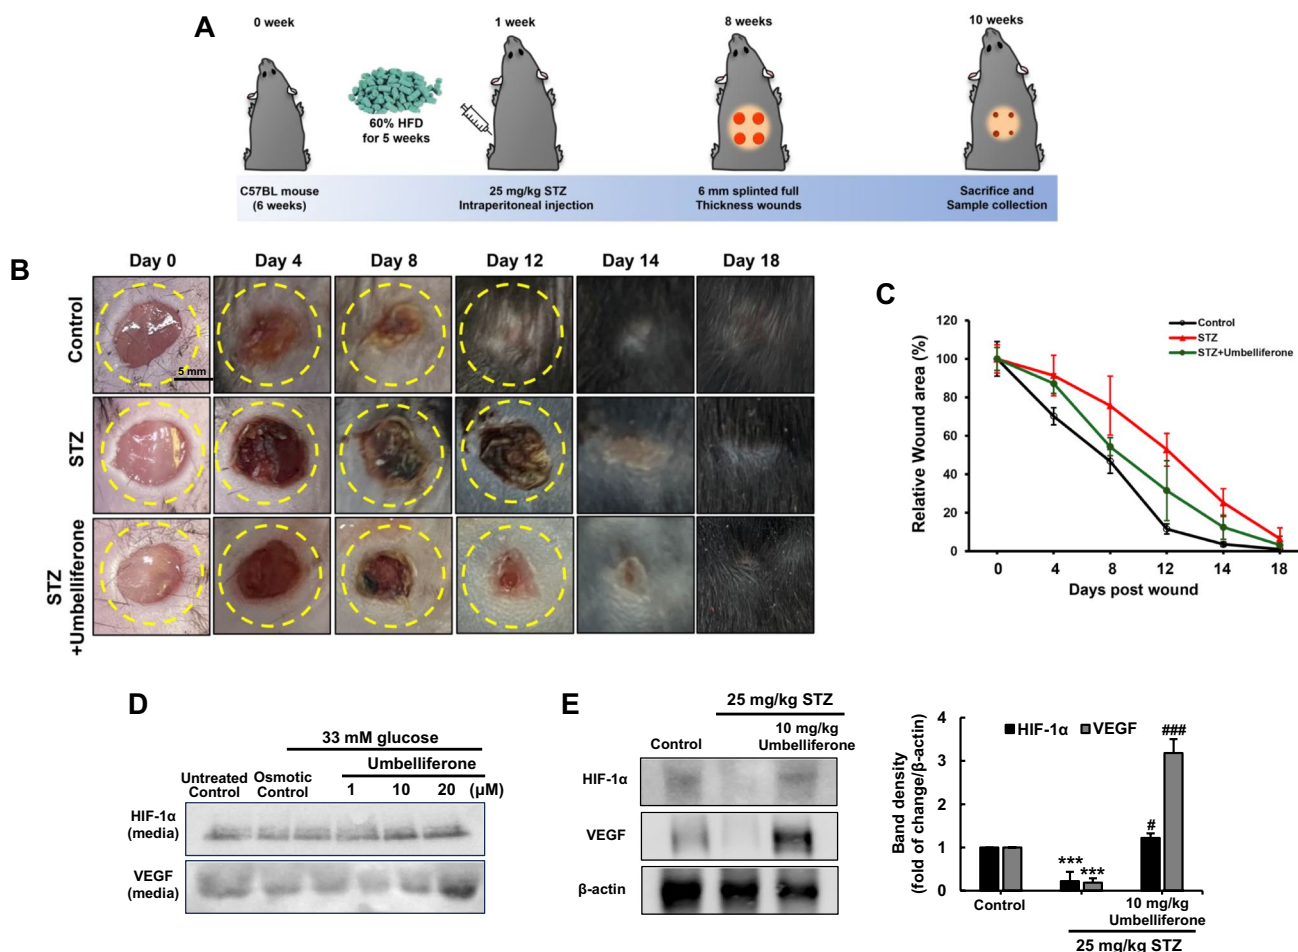 A
0 week
1 week
8 weeks
10 weeks
60% HFD
for 5 weeks
C57BL mouse
(6 weeks)
25 mg/kg STZ
Intraperitoneal injection
6 mm splinted full
Thickness wounds
Sacrifice and
Sample collection
B
Day 0
Day 4
Day 8
Day 12
Day 14
Day 18
Control
5 mm
STZ
STZ
+Umbelliferone
C
Relative Wound area (%)
120
100
80
60
40
20
0
Control
STZ
STZ+Umbelliferone
0
4
8
12
14
18
Days post wound
D
33 mM glucose
Untreated
Control
Osmotic
Control
Umbelliferone
1
10
20
(μM)
HIF-1α
(media)
VEGF
(media)
E
25 mg/kg STZ
Control
10 mg/kg
Umbelliferone
HIF-1α
VEGF
β-actin
Band density
(fold of change/β-actin)
4
3
2
1
0
HIF-1α
VEGF
***
***
#
###
Control
10 mg/kg
Umbelliferone
25 mg/kg STZ